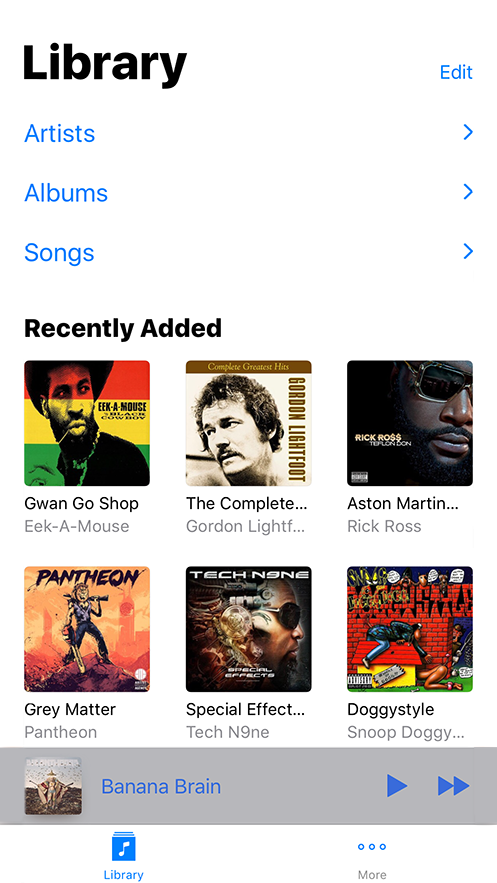 Library
Edit
Artists
Albums
Songs
Recently Added
EEK-A-MOUSE
BLACK
COWBOY
Complete Greatest Hits
GORDON LIGHTFOOT
RICK RO$$
TEFLON DON
Gwan Go Shop
The Complete...
Aston Martin...
Eek-A-Mouse
Gordon Lightf...
Rick Ross
PANTHEON
TECH N9NE
SPECIAL
EFFECTS
Grey Matter
Special Effect...
Doggystyle
Pantheon
Tech N9ne
Snoop Doggy...
Banana Brain
Library
More